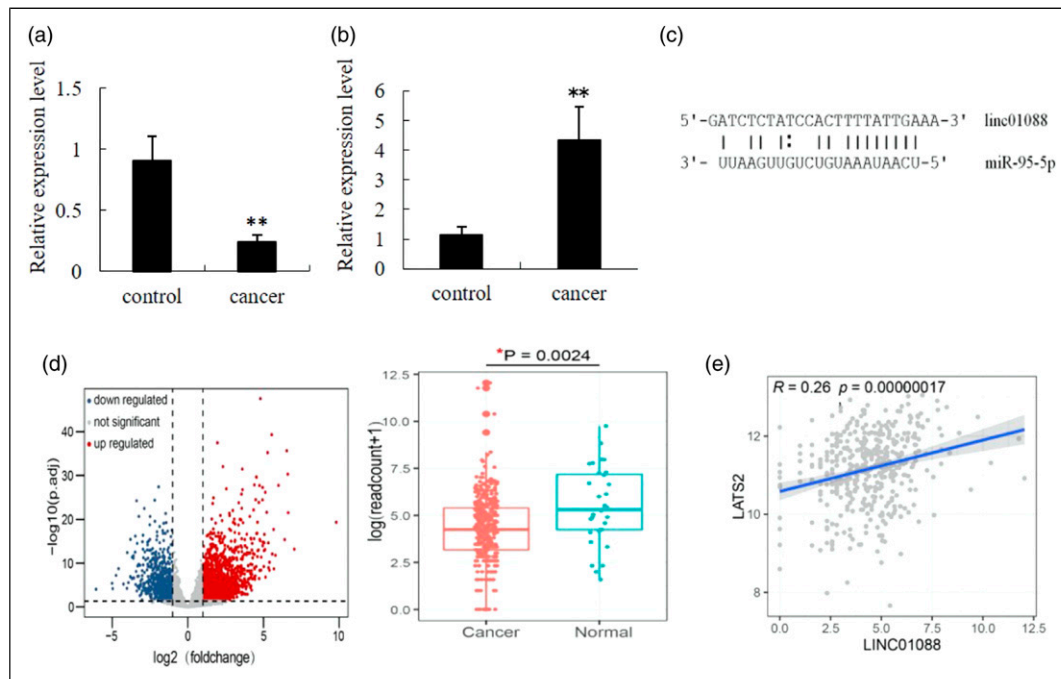 (a)
Relative expression level
1.5
1
0.5
0
**
control cancer
(b)
Relative expression level
6
5
4
3
2
1
0
**
control cancer
(c)
5'-GATCTCTATCCACTTTTATTGAAA-3' linc01088
3'- UUAAGUUGUCUGUAAAUAACU-5' miR-95-5p
(d)
down regulated
not significant
up regulated
−log10(p.adj)
40
30
20
10
0
-5 0 5 10
log2 (foldchange)
*P = 0.0024
log(readcount+1)
12.5
10.0
7.5
5.0
2.5
0.0
Cancer Normal
(e)
R = 0.26 p = 0.00000017
LATS2
12
10
8
0.0 2.5 5.0 7.5 10.0 12.5
LINC01088